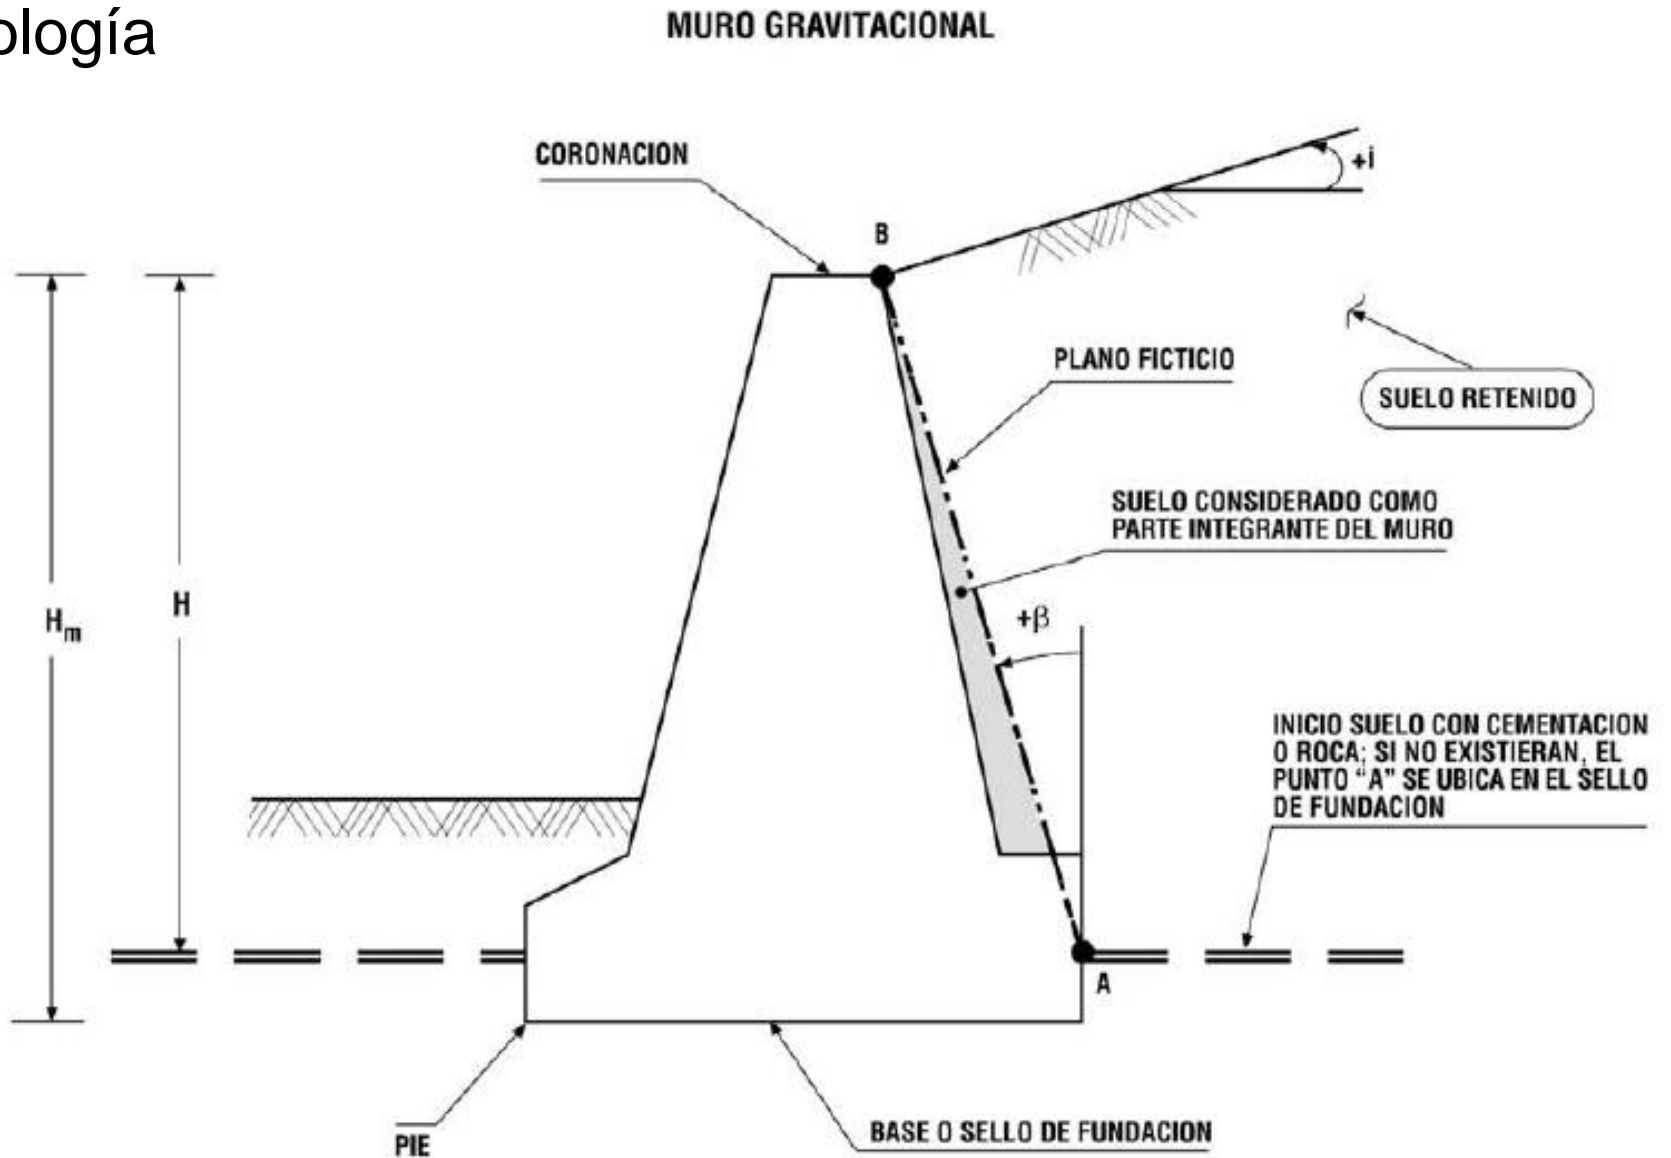 ología
MURO GRAVITACIONAL
CORONACION
+i
B
PLANO FICTICIO
SUELO RETENIDO
SUELO CONSIDERADO COMO
PARTE INTEGRANTE DEL MURO
H
Hm
+β
INICIO SUELO CON CEMENTACION
O ROCA; SI NO EXISTIERAN, EL
PUNTO "A" SE UBICA EN EL SELLO
DE FUNDACION
A
PIE
BASE O SELLO DE FUNDACION